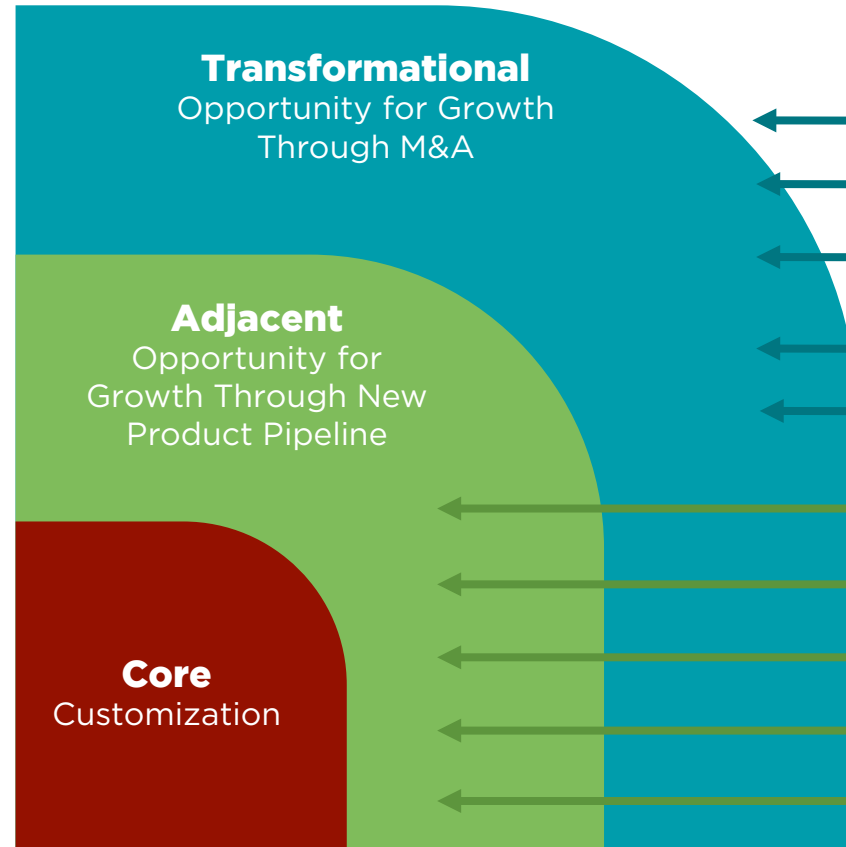 Transformational
Opportunity for Growth
Through M&A
Adjacent
Opportunity for
Growth Through New
Product Pipeline
Core
Customization